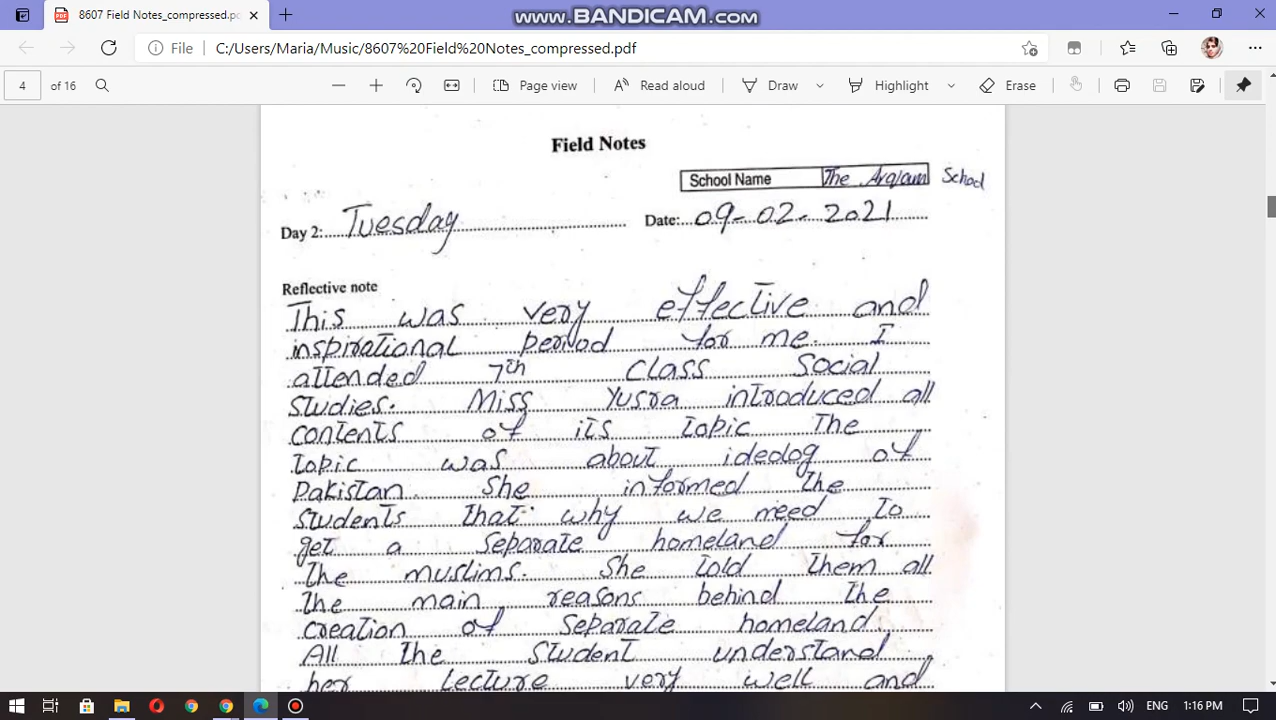 8607 Field Notes_compressed.pd
www.BANDICAM.com
File C:/Users/Maria/Music/8607%20Field%20Notes_compressed.pdf
4 of 16 Page view Read aloud Draw Highlight Erase
Field Notes
School Name The Arqam School
Day 2: Tuesday Date: 09-02-2021
Reflective note
This was very effective and
inspirational period for me. I
attended 7th Class Social
Studies. Miss Yusra introduced all
contents of its topic The
topic was about ideolog of
Pakistan She informed the
students that why we need to
get a separate homeland for
the muslims. She told them all
the main reasons behind the
creation of separate homeland.
All the student understand
her lecture very well and
ENG 1:16 PM